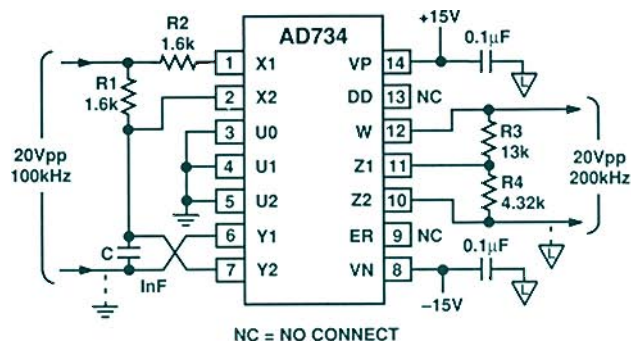 R2
1.6k
R1
1.6k
20Vpp
100kHz
C
InF
AD734
1 X1
2 X2
3 U0
4 U1
5 U2
6 Y1
7 Y2
VP 14
DD 13 NC
W 12
Z1 11
Z2 10
ER 9 NC
VN 8
+15V
0.1μF
L
R3
13k
R4
4.32k
20Vpp
200kHz
L
0.1μF
L
−15V
NC = NO CONNECT